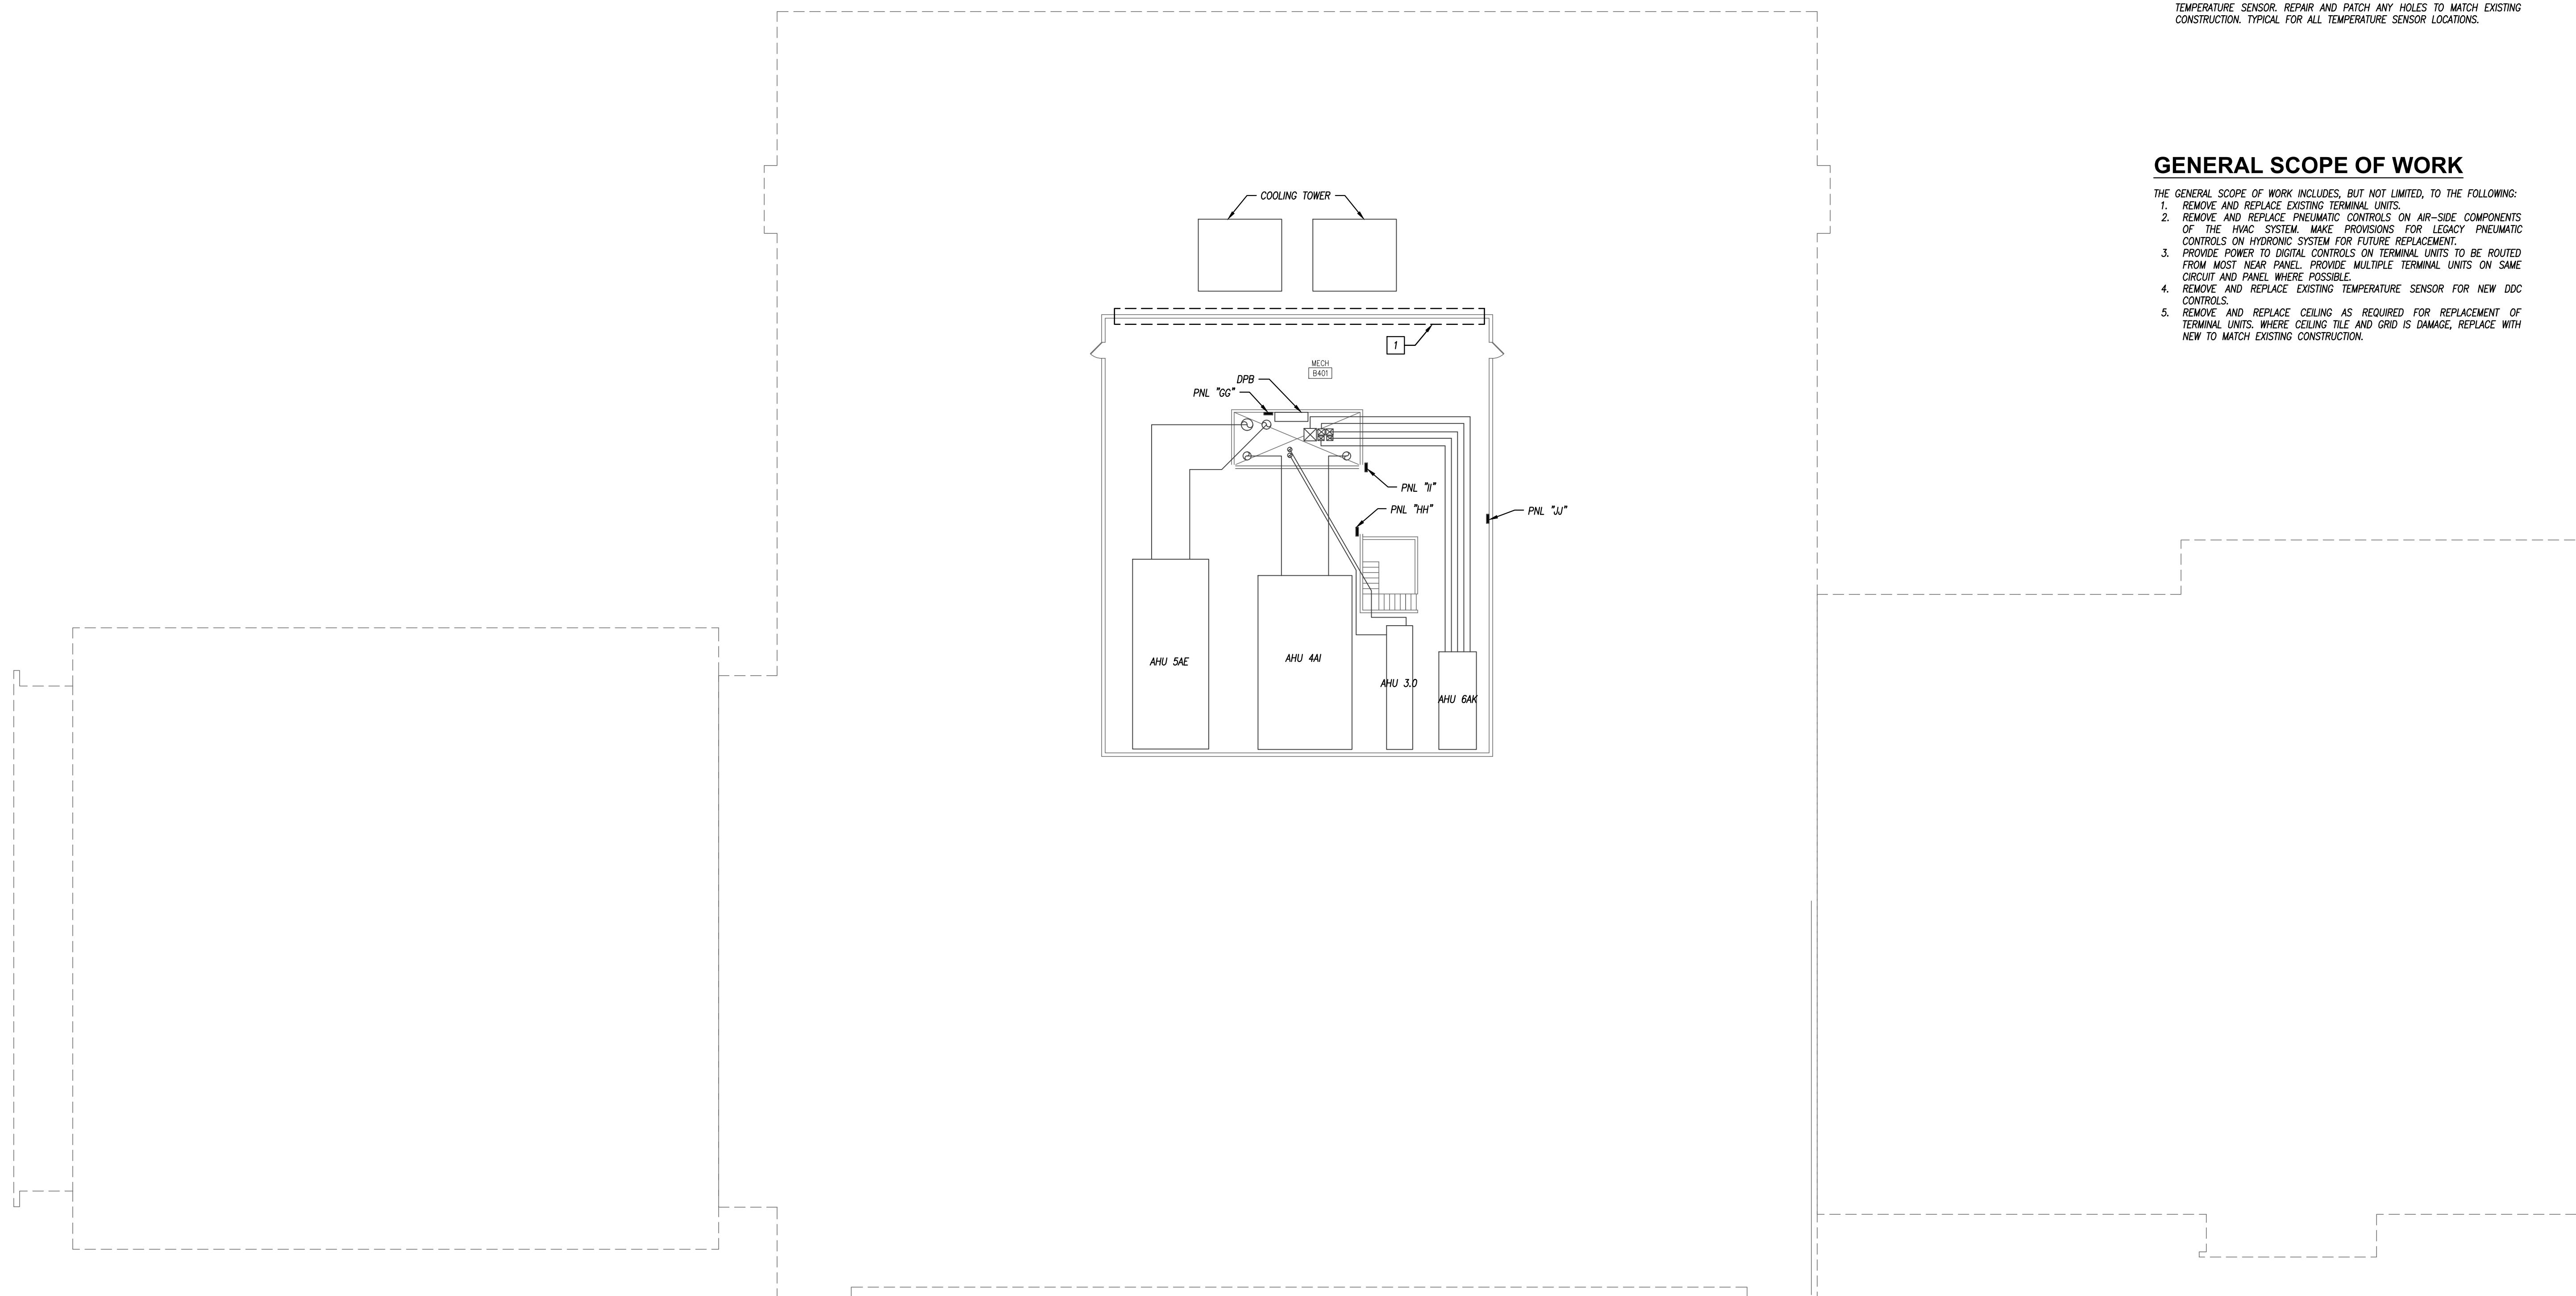 TEMPERATURE SENSOR. REPAIR AND PATCH ANY HOLES TO MATCH EXISTING
CONSTRUCTION. TYPICAL FOR ALL TEMPERATURE SENSOR LOCATIONS.
GENERAL SCOPE OF WORK
THE GENERAL SCOPE OF WORK INCLUDES, BUT NOT LIMITED, TO THE FOLLOWING:
1. REMOVE AND REPLACE EXISTING TERMINAL UNITS.
2. REMOVE AND REPLACE PNEUMATIC CONTROLS ON AIR-SIDE COMPONENTS
OF THE HVAC SYSTEM. MAKE PROVISIONS FOR LEGACY PNEUMATIC
CONTROLS ON HYDRONIC SYSTEM FOR FUTURE REPLACEMENT.
3. PROVIDE POWER TO DIGITAL CONTROLS ON TERMINAL UNITS TO BE ROUTED
FROM MOST NEAR PANEL. PROVIDE MULTIPLE TERMINAL UNITS ON SAME
CIRCUIT AND PANEL WHERE POSSIBLE.
4. REMOVE AND REPLACE EXISTING TEMPERATURE SENSOR FOR NEW DDC
CONTROLS.
5. REMOVE AND REPLACE CEILING AS REQUIRED FOR REPLACEMENT OF
TERMINAL UNITS. WHERE CEILING TILE AND GRID IS DAMAGE, REPLACE WITH
NEW TO MATCH EXISTING CONSTRUCTION.
COOLING TOWER
1
MECH
B401
DPB
PNL "GG"
PNL "II"
PNL "HH"
PNL "JJ"
AHU 5AE
AHU 4AI
AHU 3.0
AHU 6AK